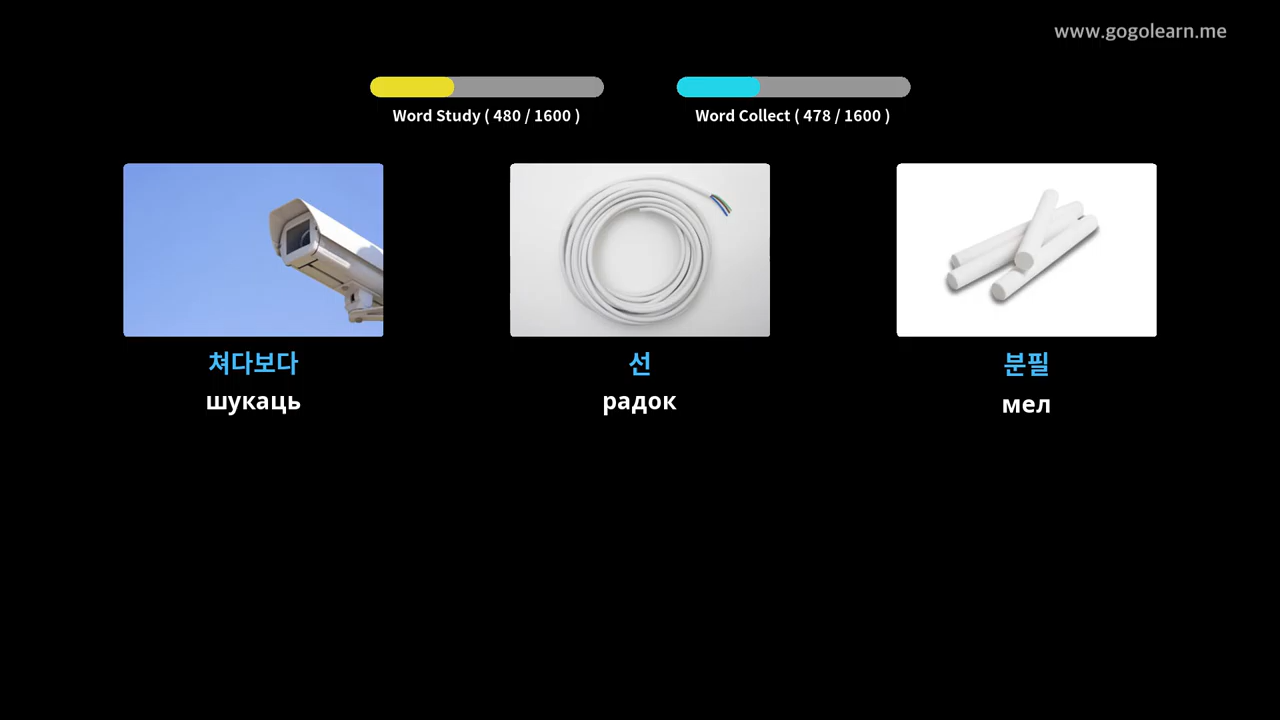 www.gogolearn.me
Word Study ( 480 / 1600 )
Word Collect ( 478 / 1600 )
쳐다보다
шукаць
선
радок
분필
мел